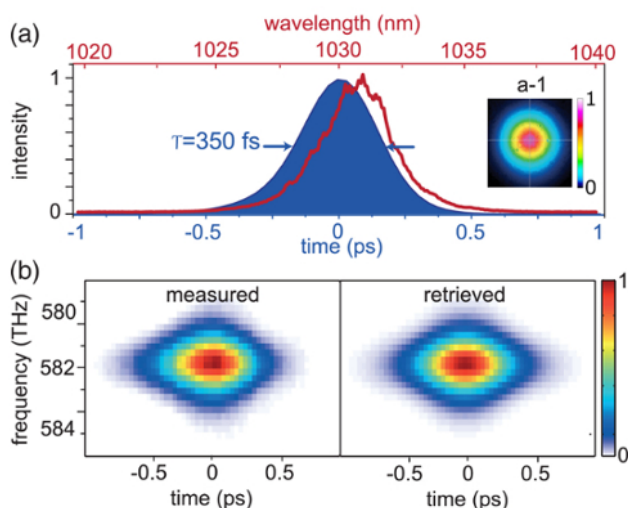 (a)
wavelength (nm)
1020 1025 1030 1035 1040
1
a-1
1
0
τ=350 fs
intensity
0
-1 -0.5 0 0.5 1
time (ps)
(b)
measured retrieved
1
0
580
582
584
frequency (THz)
-0.5 0 0.5 -0.5 0 0.5
time (ps) time (ps)